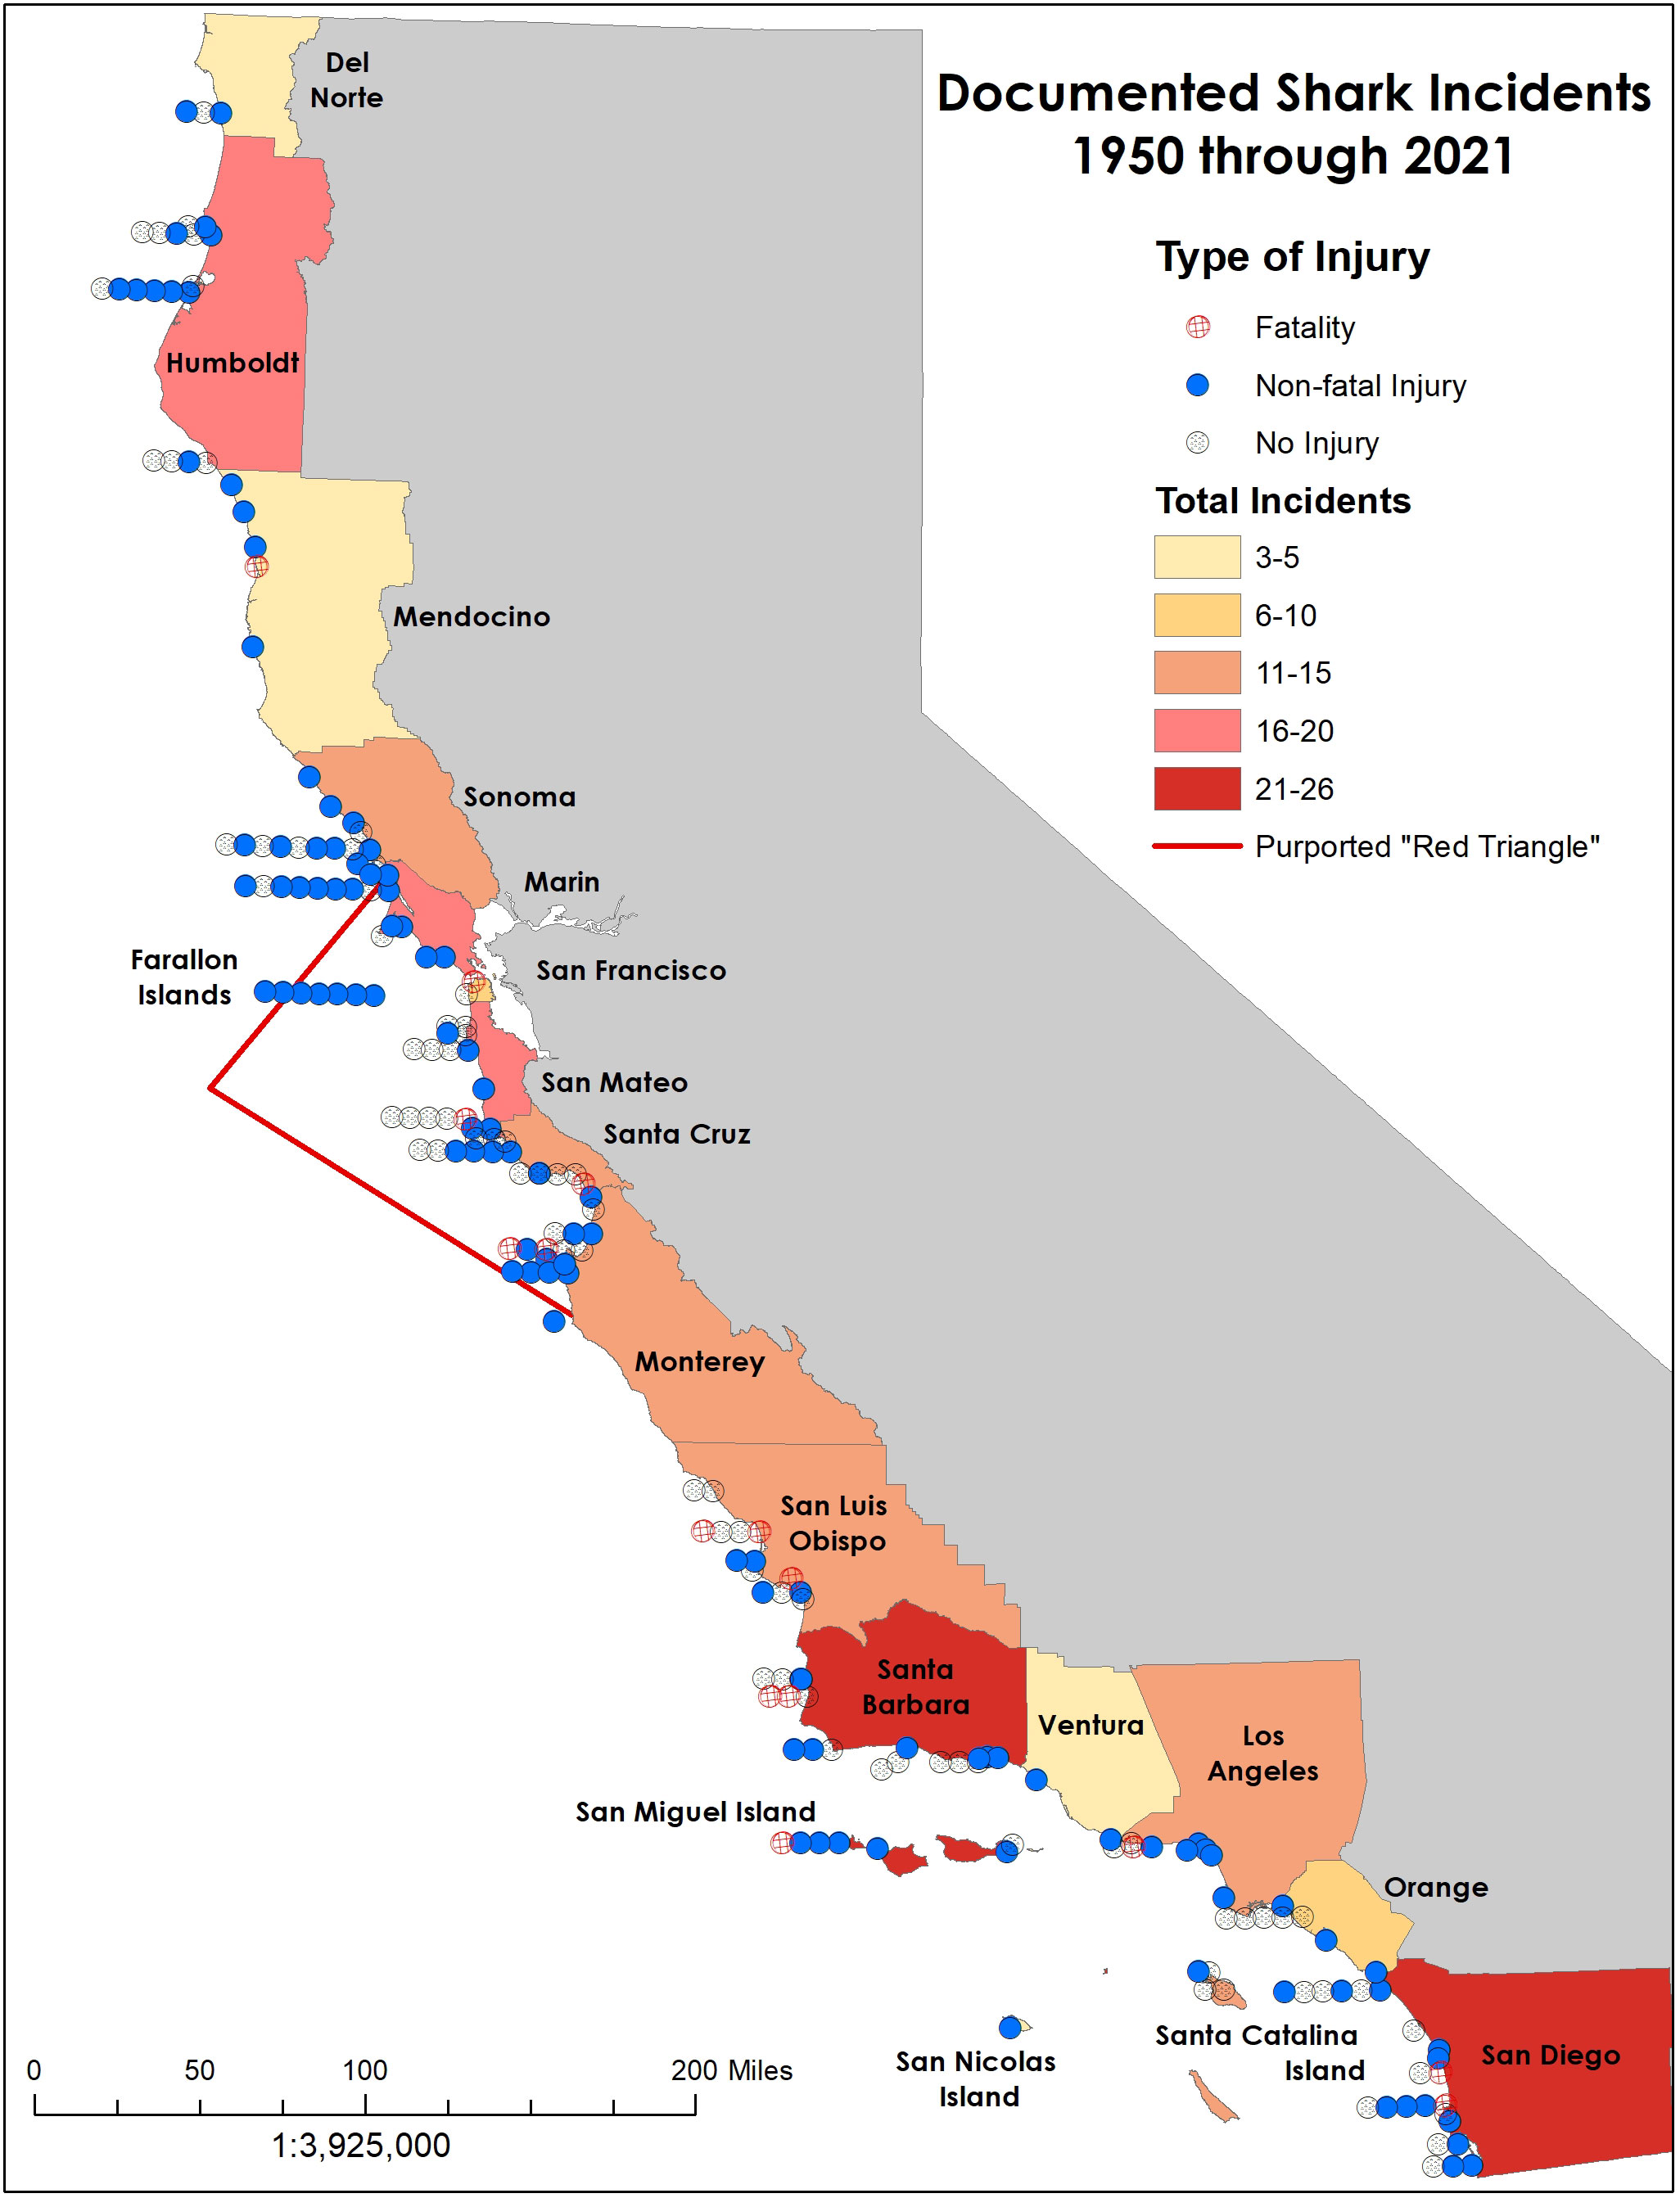 Documented Shark Incidents
1950 through 2021
Type of Injury
Fatality
Non-fatal Injury
No Injury
Total Incidents
3-5
6-10
11-15
16-20
21-26
Purported "Red Triangle"
Del
Norte
Humboldt
Mendocino
Sonoma
Marin
Farallon
Islands
San Francisco
San Mateo
Santa Cruz
Monterey
San Luis
Obispo
Santa
Barbara
Ventura
Los
Angeles
San Miguel Island
Orange
Santa Catalina
Island
San Nicolas
Island
San Diego
0 50 100 200 Miles
1:3,925,000